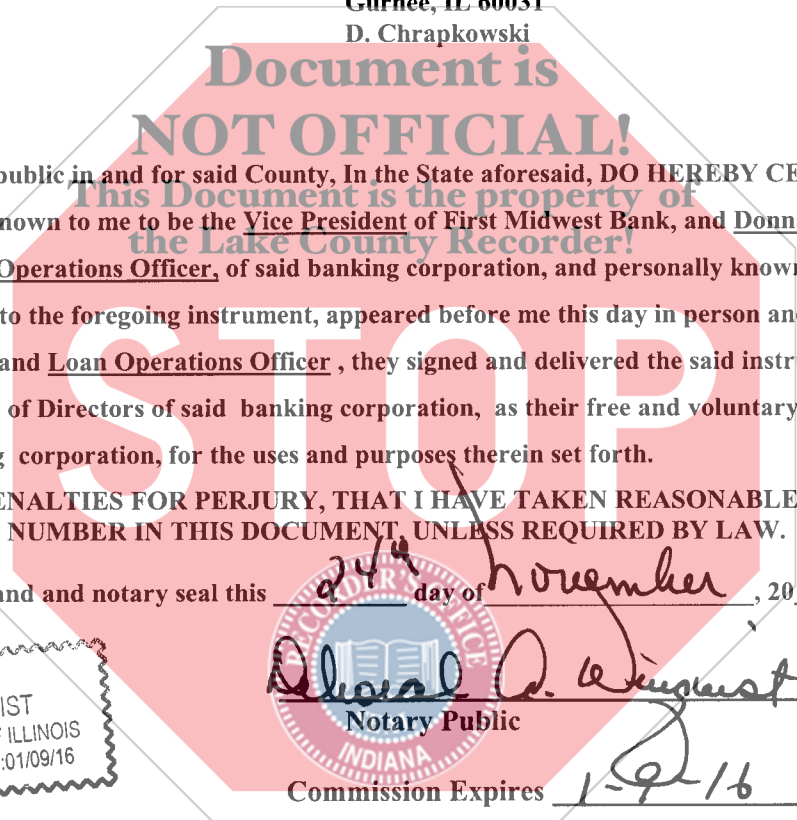 Gurnee, IL 60031
D. Chrapkowski
Document is
NOT OFFICIAL!
public in and for said County, In the State aforesaid, DO HEREBY CE
This Document is the property of
nown to me to be the Vice President of First Midwest Bank, and Donn
the Lake County Recorder!
Operations Officer, of said banking corporation, and personally known
to the foregoing instrument, appeared before me this day in person an
and Loan Operations Officer , they signed and delivered the said instr
STOP
of Directors of said banking corporation, as their free and voluntary
g corporation, for the uses and purposes therein set forth.
ENALTIES FOR PERJURY, THAT I HAVE TAKEN REASONABLE
NUMBER IN THIS DOCUMENT, UNLESS REQUIRED BY LAW.
and and notary seal this 24th day of November, 20
RECORDER'S OFFICE
Deborah A. Winquist
IST
F ILLINOIS
:01/09/16
Notary Public
INDIANA
Commission Expires 1-9-16